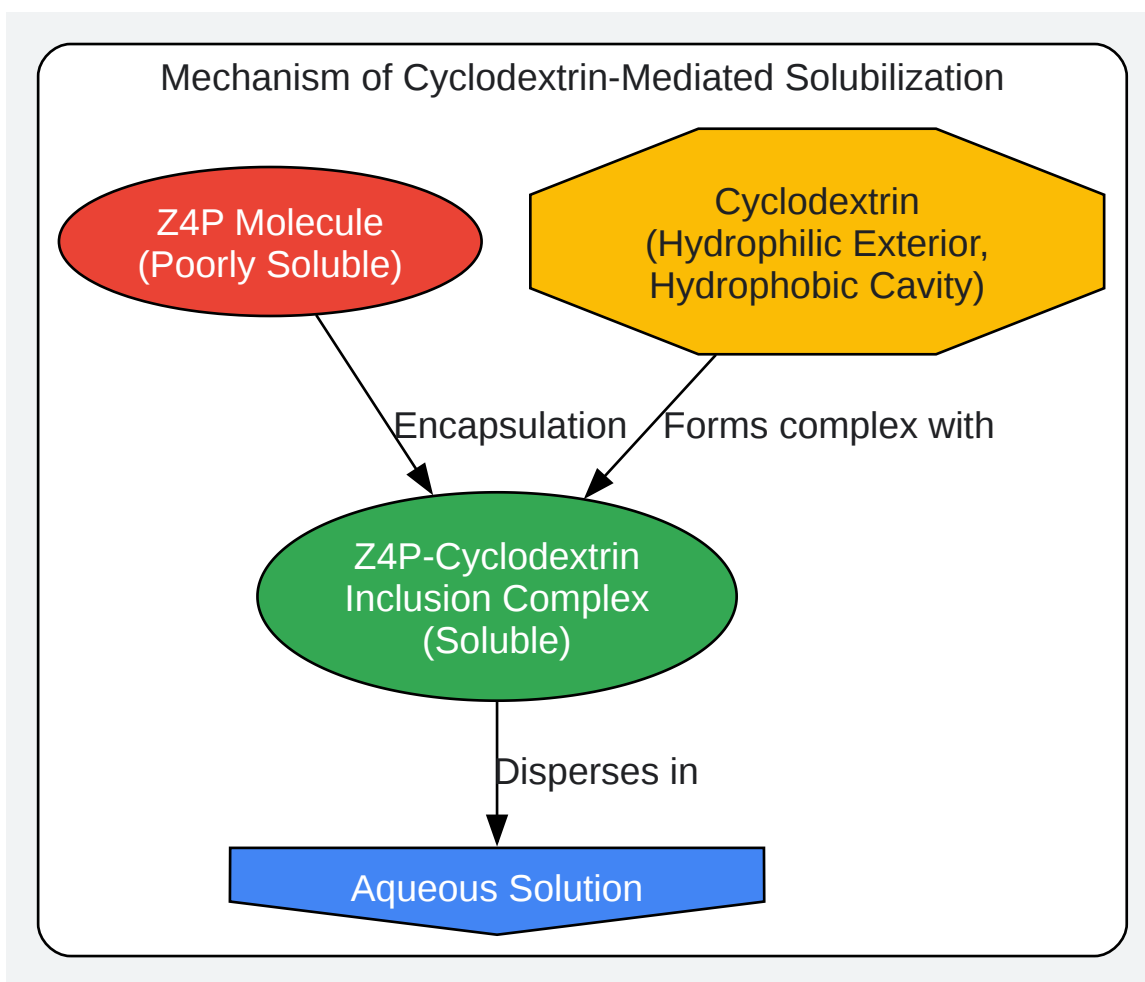 Mechanism of Cyclodextrin-Mediated Solubilization
Z4P Molecule
(Poorly Soluble)
Cyclodextrin
(Hydrophilic Exterior,
Hydrophobic Cavity)
Encapsulation
Forms complex with
Z4P-Cyclodextrin
Inclusion Complex
(Soluble)
Disperses in
Aqueous Solution